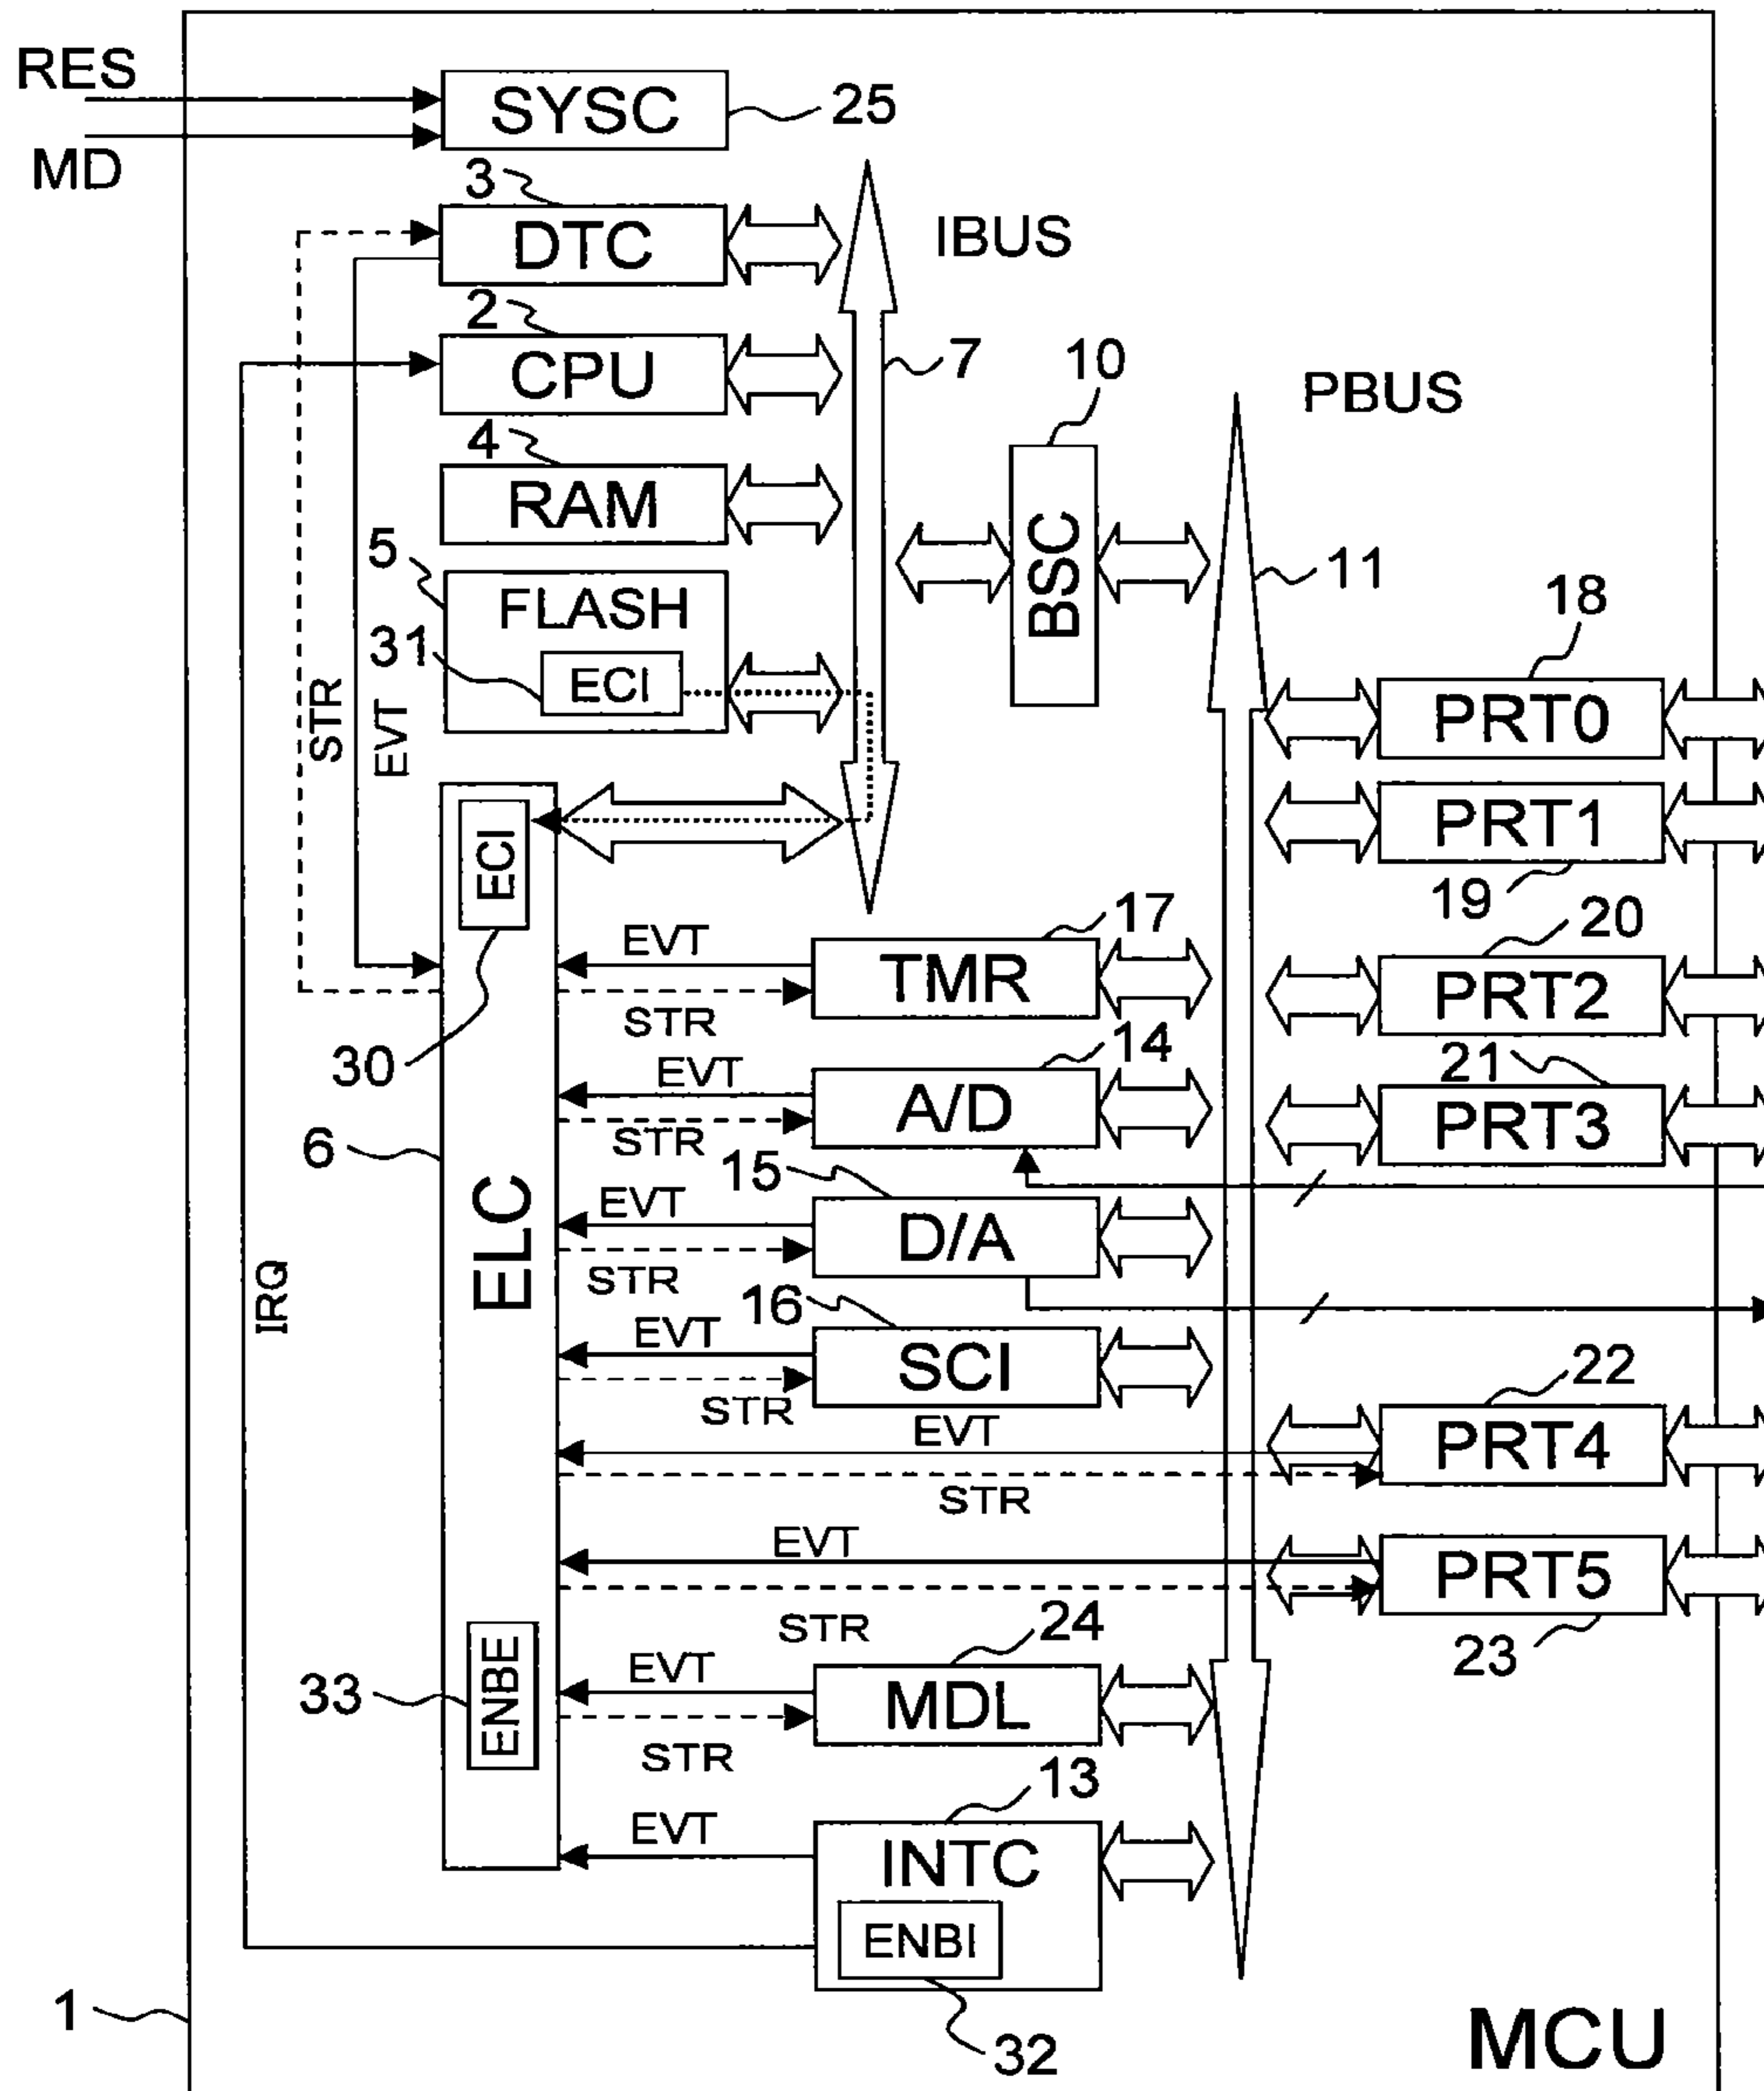 RES
SYSC
25
MD
3
DTC
IBUS
2
CPU
7
10
PBUS
4
RAM
BSC
11
5
FLASH
31
ECI
18
PRT0
STR
EVT
PRT1
19
ECI
17
20
EVT
TMR
PRT2
STR
30
14
21
EVT
A/D
PRT3
STR
6
15
ELC
EVT
D/A
STR
IRQ
16
EVT
SCI
22
STR
EVT
PRT4
STR
EVT
PRT5
STR
24
23
33
ENBE
EVT
MDL
STR
13
EVT
INTC
ENBI
1
32
MCU